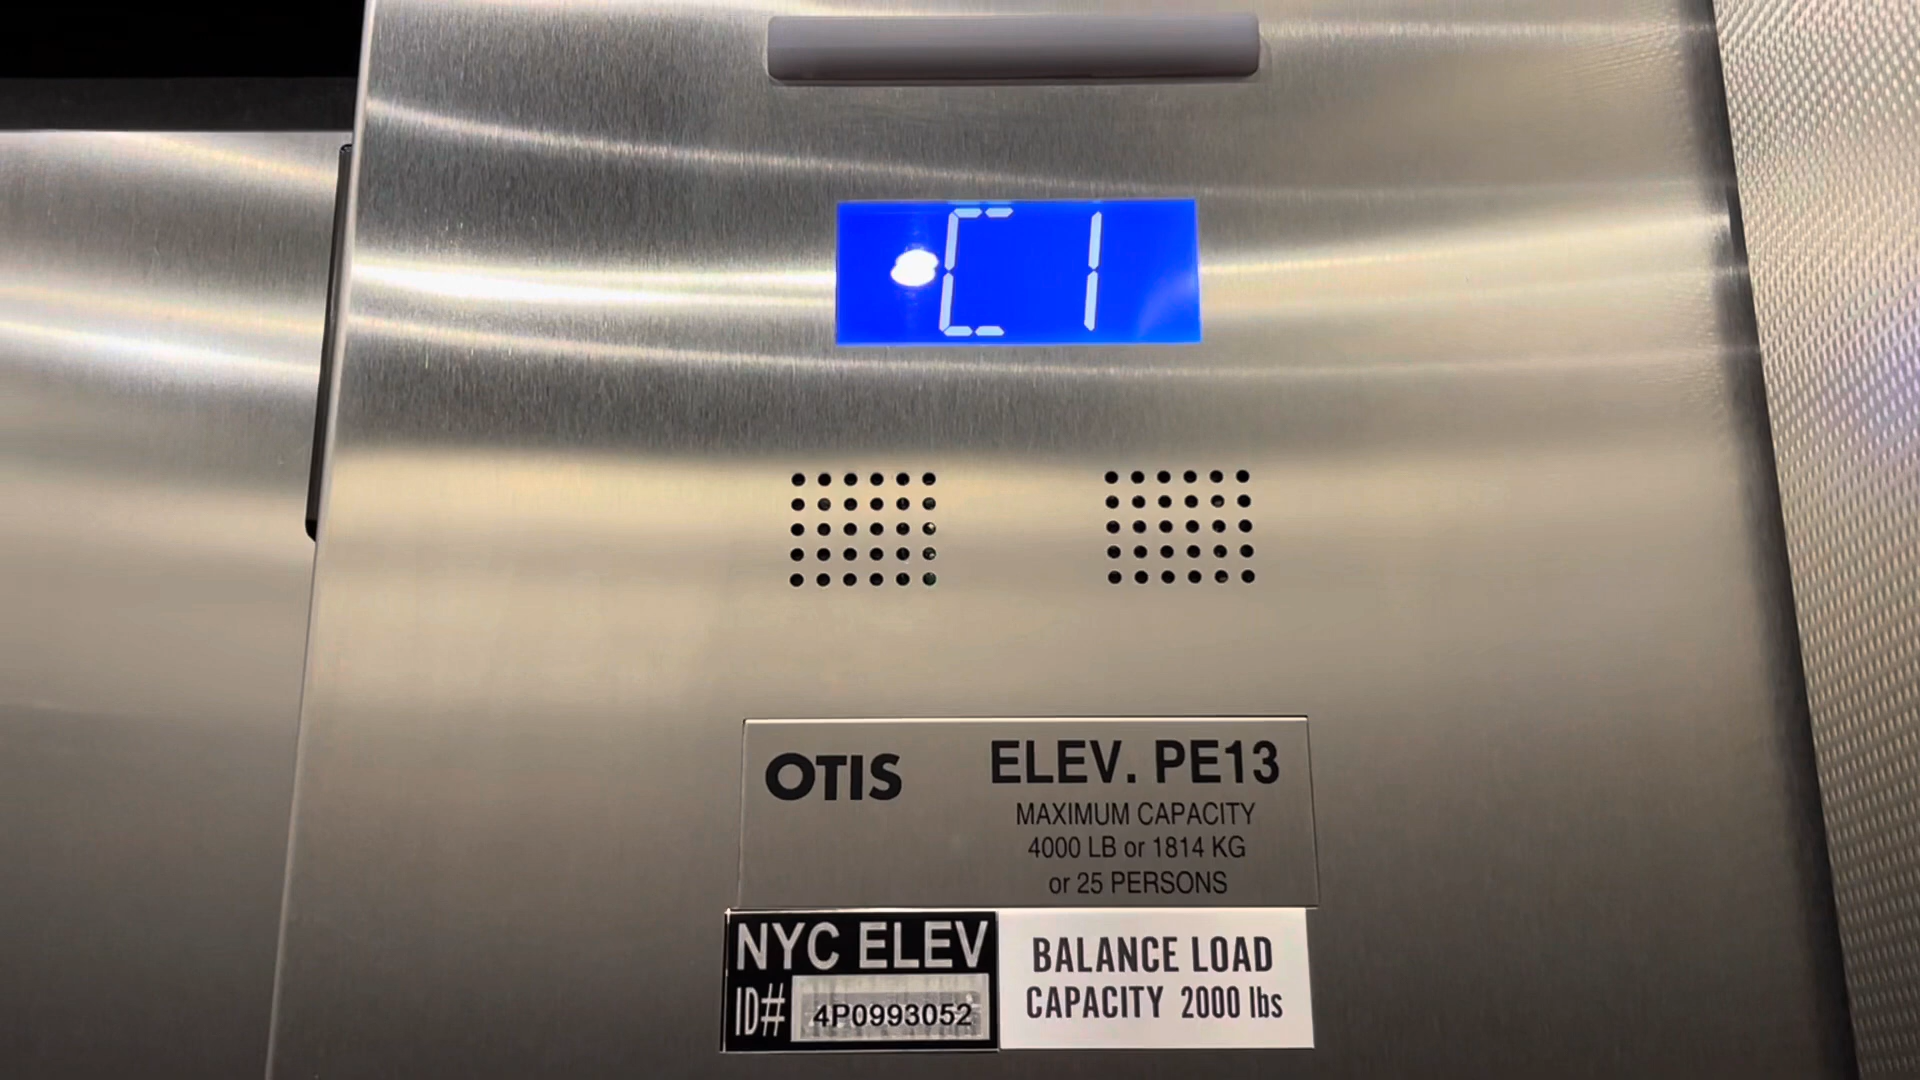 C1
OTIS
ELEV. PE13
MAXIMUM CAPACITY
4000 LB or 1814 KG
or 25 PERSONS
NYC ELEV
ID# 4P0993052
BALANCE LOAD
CAPACITY 2000 lbs